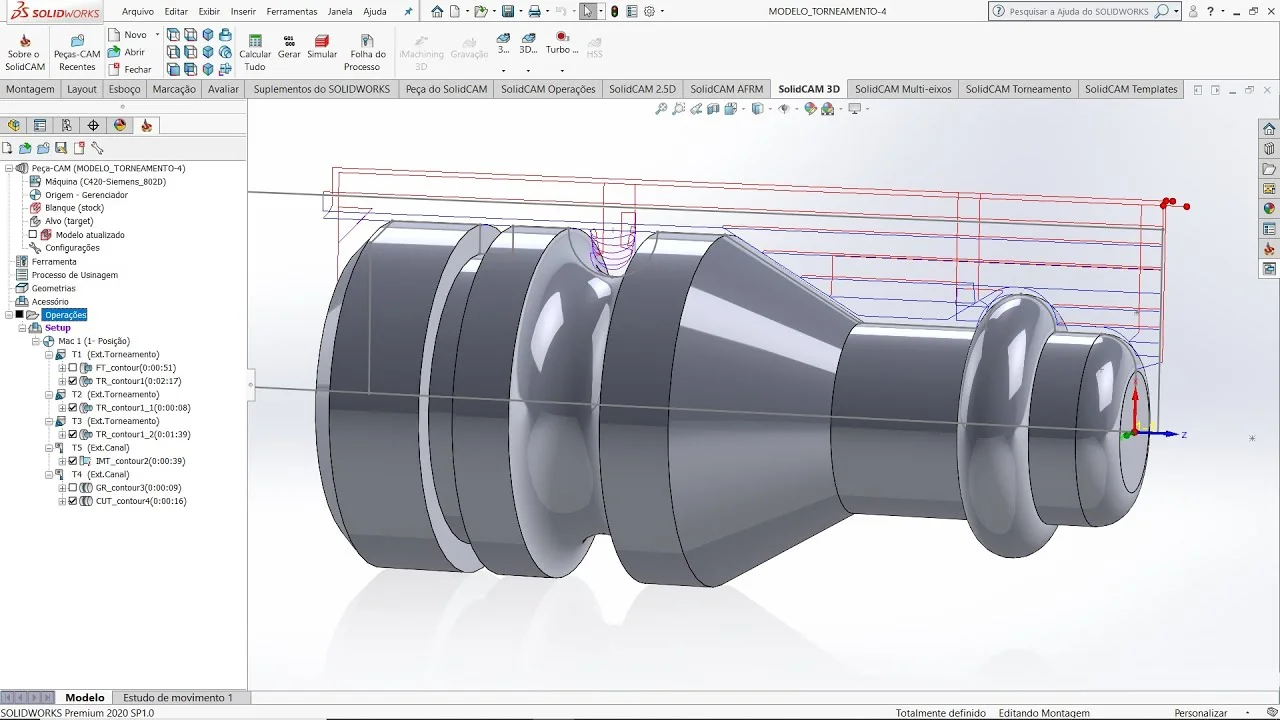 SOLIDWORKS
Arquivo Editar Exibir Inserir Ferramentas Janela Ajuda
MODELO_TORNEAMENTO-4
Pesquisar a Ajuda do SOLIDWORKS
Sobre o SolidCAM
Peças-CAM Recentes
Novo
Abrir
Fechar
Calcular Tudo
G01 G00
Gerar
Simular
Folha do Processo
iMachining 3D
Gravação
3...
3D...
Turbo ...
HSS
Montagem Layout Esboço Marcação Avaliar Suplementos do SOLIDWORKS Peça do SolidCAM SolidCAM Operações SolidCAM 2.5D SolidCAM AFRM SolidCAM 3D SolidCAM Multi-eixos SolidCAM Torneamento SolidCAM Templates
Peça-CAM (MODELO_TORNEAMENTO-4)
Máquina (C420-Siemens_802D)
Origem - Gerenciador
Blanque (stock)
Alvo (target)
Modelo atualizado
Configurações
Ferramenta
Processo de Usinagem
Geometrias
Acessório
Operações
Setup
Mac 1 (1- Posição)
T1 (Ext.Torneamento)
FT_contour(0:00:51)
TR_contour1(0:02:17)
T2 (Ext.Torneamento)
TR_contour1_1(0:00:08)
T3 (Ext.Torneamento)
TR_contour1_2(0:01:39)
T5 (Ext.Canal)
IMT_contour2(0:00:39)
T4 (Ext.Canal)
GR_contour3(0:00:09)
CUT_contour4(0:00:16)
Z
Modelo Estudo de movimento 1
SOLIDWORKS Premium 2020 SP1.0
Totalmente definido Editando Montagem Personalizar